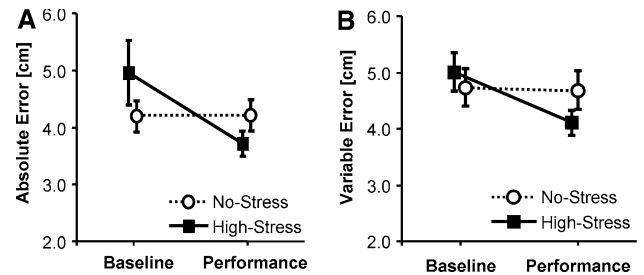 A
Absolute Error [cm]
6.0
5.0
4.0
3.0
2.0
No-Stress
High-Stress
Baseline Performance
B
Variable Error [cm]
6.0
5.0
4.0
3.0
2.0
No-Stress
High-Stress
Baseline Performance